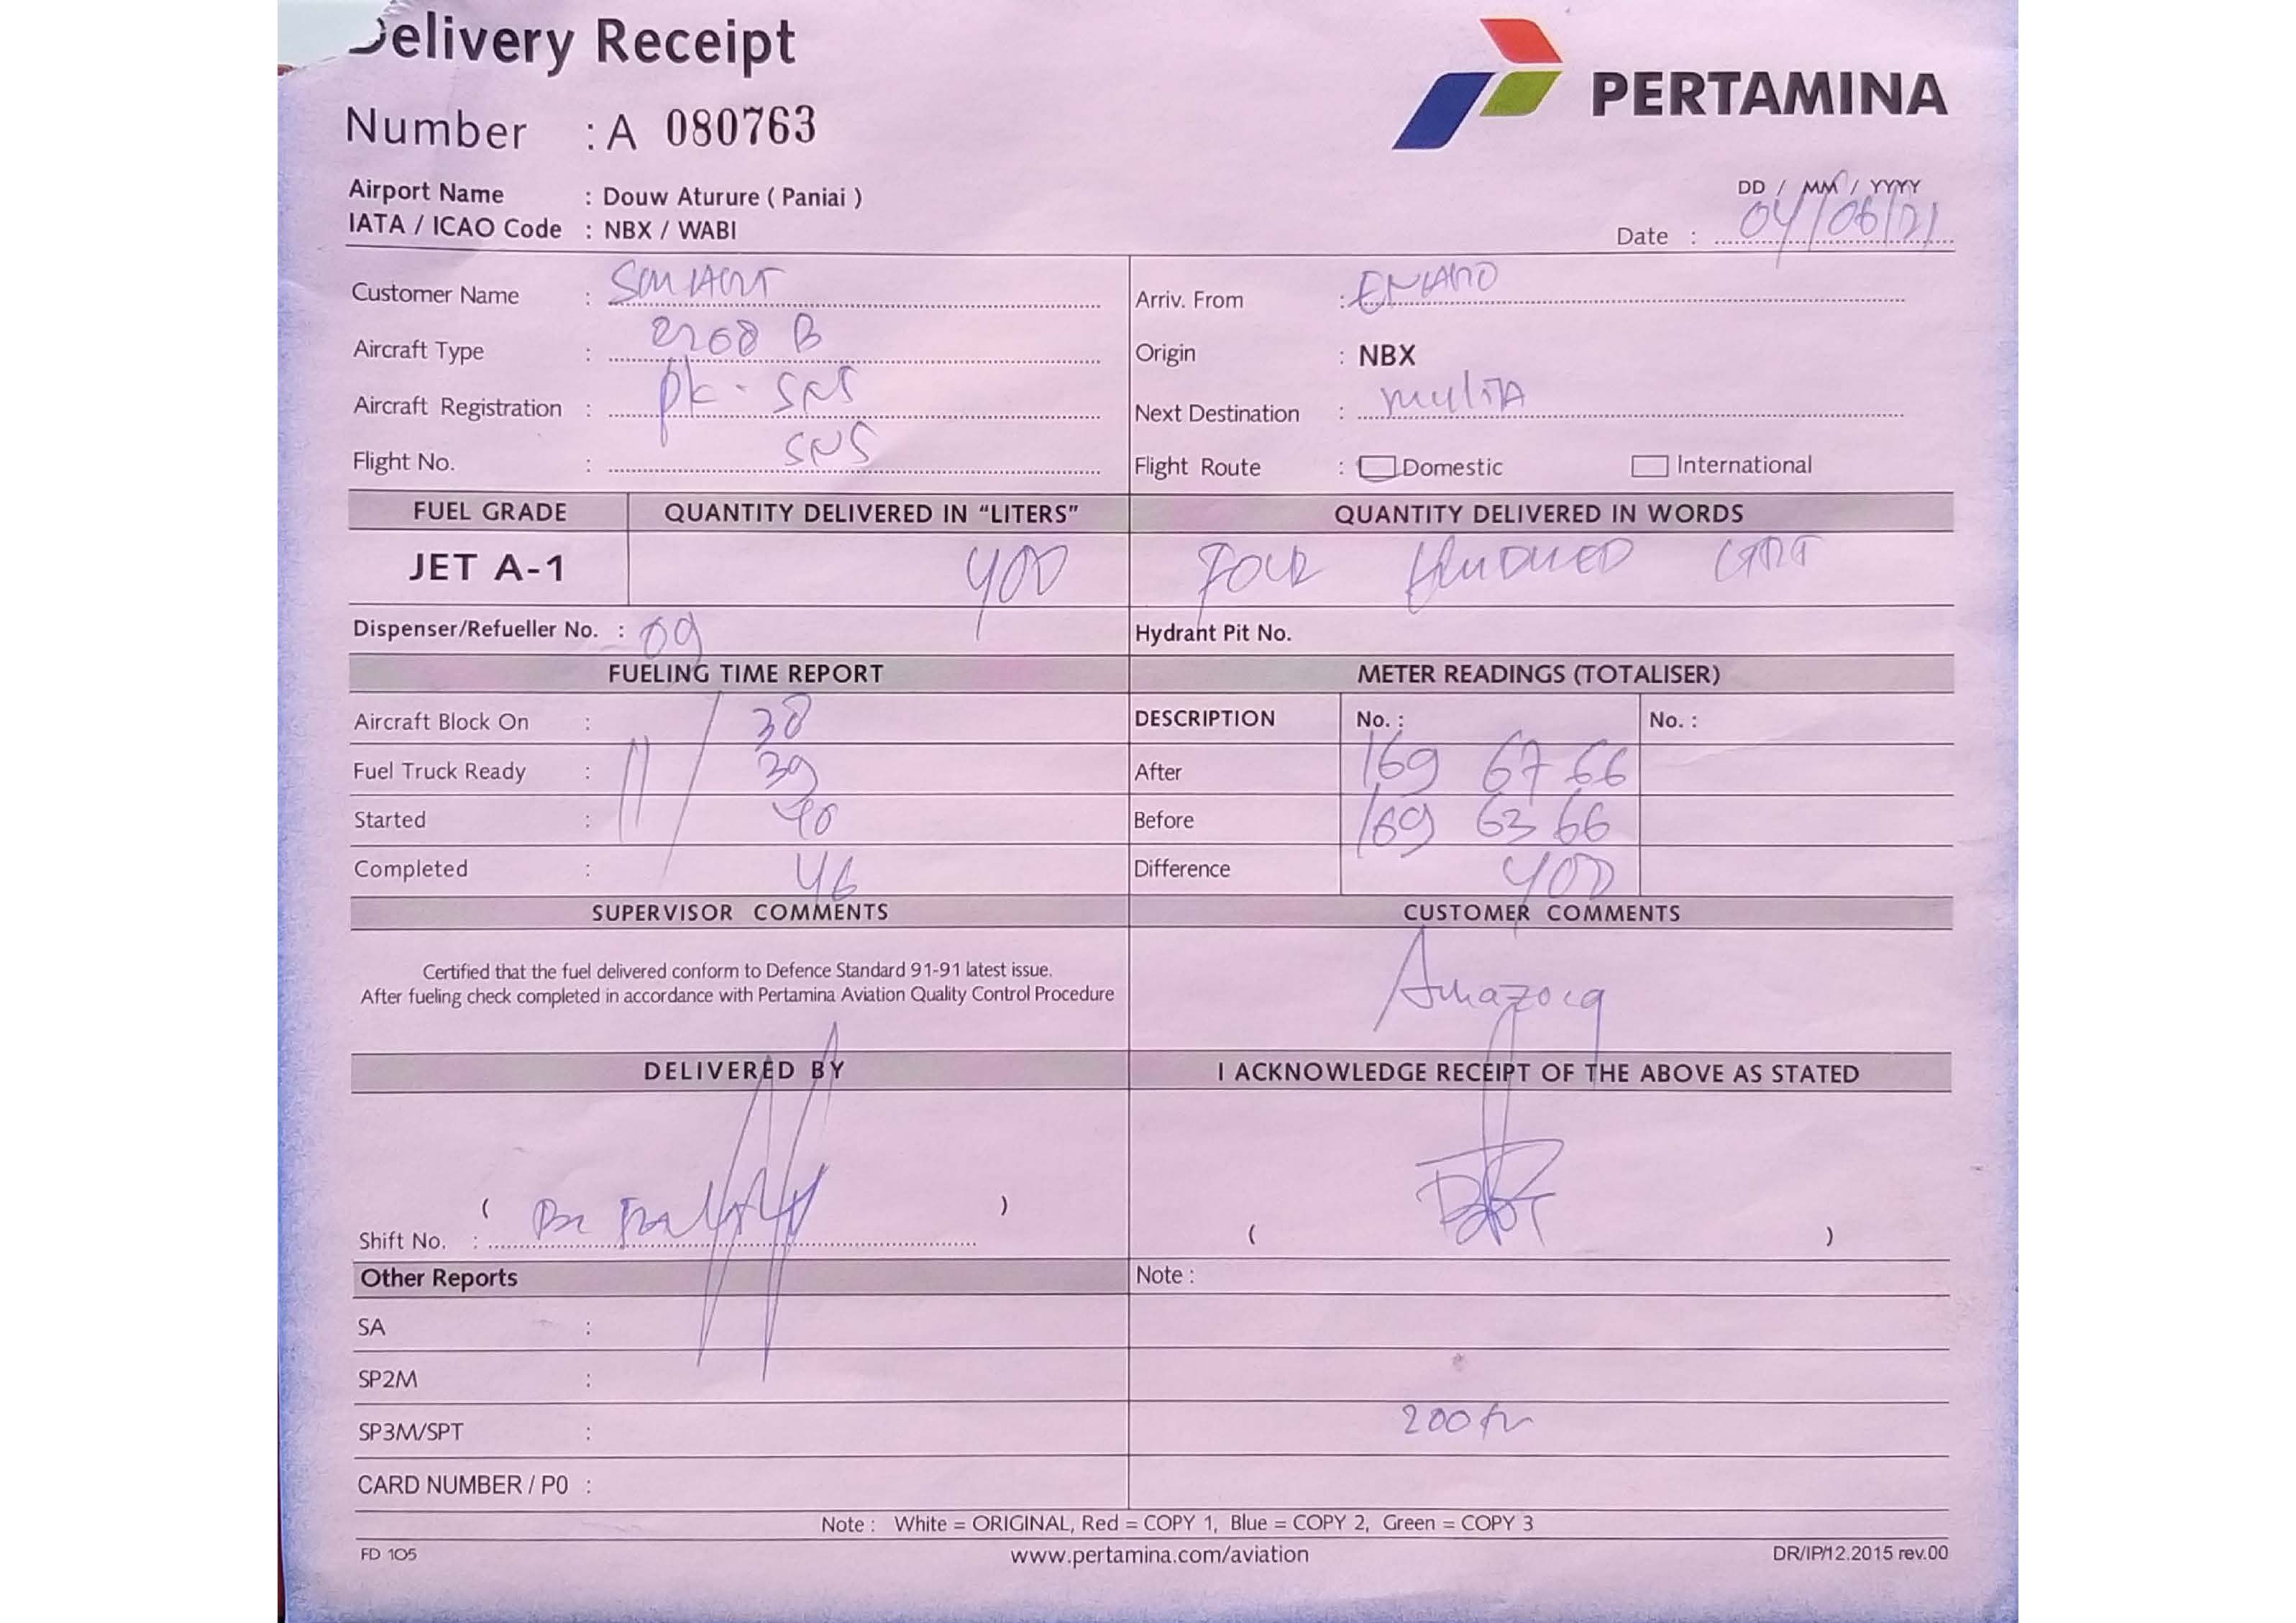 Delivery Receipt
PERTAMINA
Number : A 080763
Airport Name : Douw Aturure ( Paniai )
IATA / ICAO Code : NBX / WABI
DD / MM / YYYY
Date : 04/06/21
Customer Name :
Arriv. From :
Aircraft Type : B
Origin : NBX
Aircraft Registration : PK - SNS
Next Destination : mulia
Flight No. : SNS
Flight Route : Domestic International
FUEL GRADE QUANTITY DELIVERED IN “LITERS” QUANTITY DELIVERED IN WORDS
JET A-1 400 FOUR HUNDRED
Dispenser/Refueller No. : 09 Hydrant Pit No.
FUELING TIME REPORT METER READINGS (TOTALISER)
Aircraft Block On : 38 DESCRIPTION No. : No. :
Fuel Truck Ready : 11 / 39 After 169 67 66
Started : 40 Before 169 63 66
Completed : 46 Difference 400
SUPERVISOR COMMENTS CUSTOMER COMMENTS
Certified that the fuel delivered conform to Defence Standard 91-91 latest issue.
After fueling check completed in accordance with Pertamina Aviation Quality Control Procedure
DELIVERED BY I ACKNOWLEDGE RECEIPT OF THE ABOVE AS STATED
( )
Shift No. :
( )
Other Reports Note :
SA :
SP2M :
SP3M/SPT : 200
CARD NUMBER / PO :
Note : White = ORIGINAL, Red = COPY 1, Blue = COPY 2, Green = COPY 3
FD 105 www.pertamina.com/aviation DR/IP/12.2015 rev.00